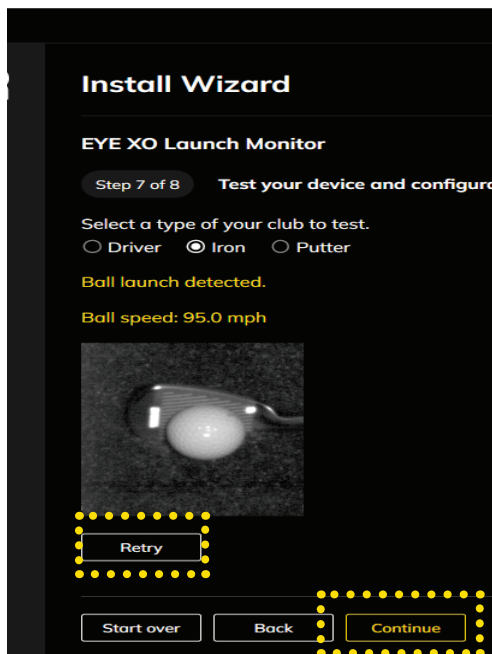 Install Wizard
EYE XO Launch Monitor
Step 7 of 8 Test your device and configura
Select a type of your club to test.
Driver Iron Putter
Ball launch detected.
Ball speed: 95.0 mph
Retry
Start over Back Continue